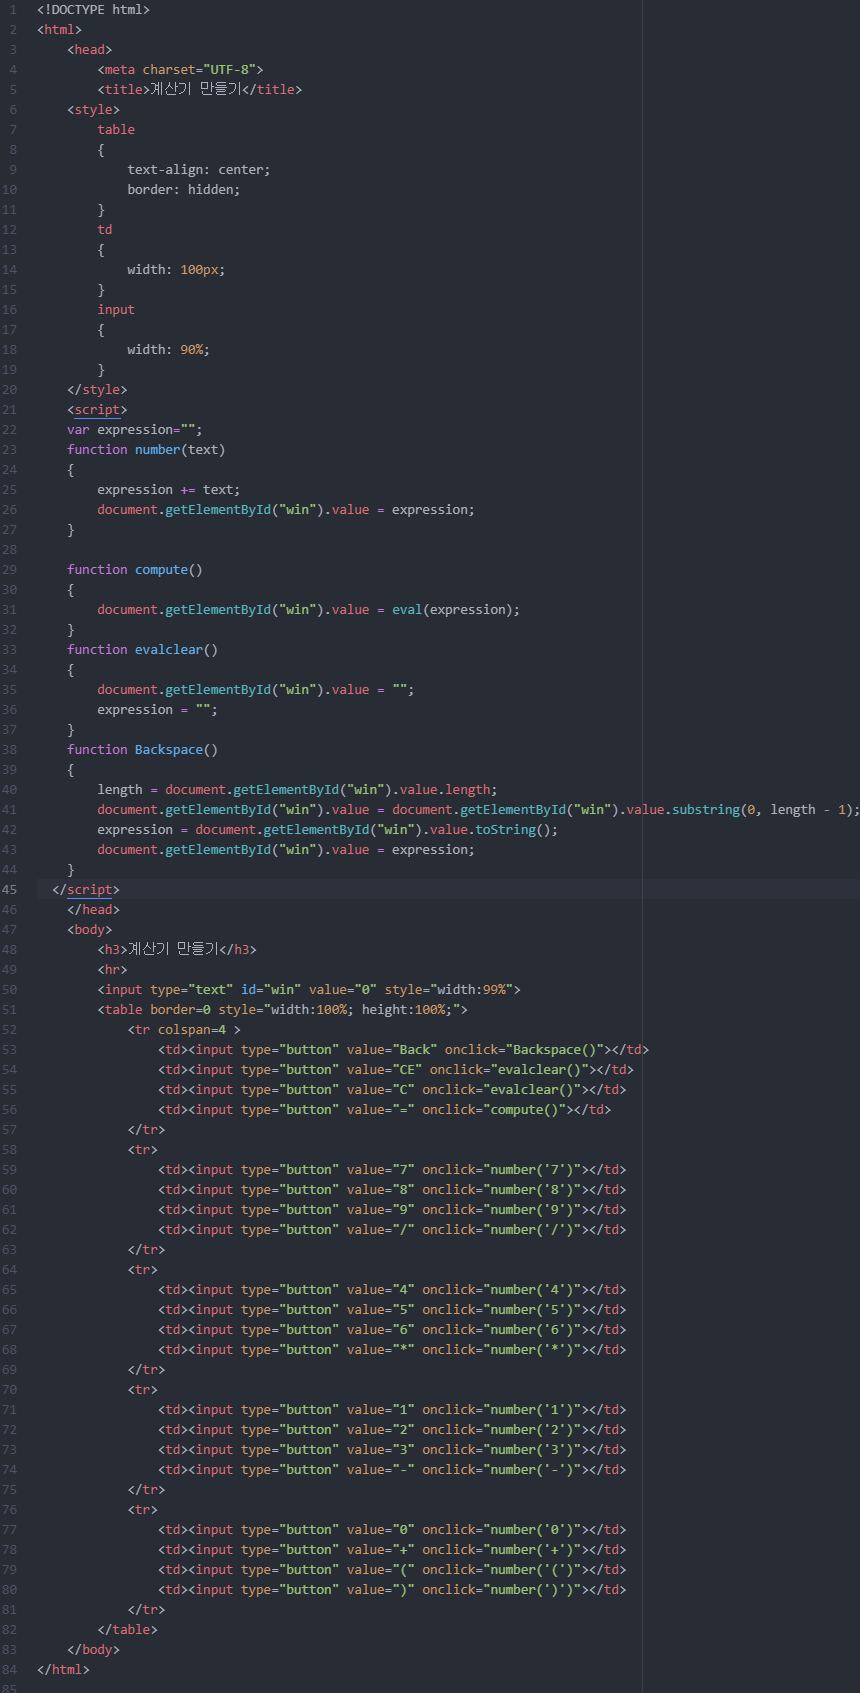 1 <!DOCTYPE html>
2 <html>
3 <head>
4 <meta charset="UTF-8">
5 <title>계산기 만들기</title>
6 <style>
7 table
8 {
9 text-align: center;
10 border: hidden;
11 }
12 td
13 {
14 width: 100px;
15 }
16 input
17 {
18 width: 90%;
19 }
20 </style>
21 <script>
22 var expression="";
23 function number(text)
24 {
25 expression += text;
26 document.getElementById("win").value = expression;
27 }
28
29 function compute()
30 {
31 document.getElementById("win").value = eval(expression);
32 }
33 function evalclear()
34 {
35 document.getElementById("win").value = "";
36 expression = "";
37 }
38 function Backspace()
39 {
40 length = document.getElementById("win").value.length;
41 document.getElementById("win").value = document.getElementById("win").value.substring(0, length - 1);
42 expression = document.getElementById("win").value.toString();
43 document.getElementById("win").value = expression;
44 }
45 </script>
46 </head>
47 <body>
48 <h3>계산기 만들기</h3>
49 <hr>
50 <input type="text" id="win" value="0" style="width:99%">
51 <table border=0 style="width:100%; height:100%;">
52 <tr colspan=4 >
53 <td><input type="button" value="Back" onclick="Backspace()"></td>
54 <td><input type="button" value="CE" onclick="evalclear()"></td>
55 <td><input type="button" value="C" onclick="evalclear()"></td>
56 <td><input type="button" value="=" onclick="compute()"></td>
57 </tr>
58 <tr>
59 <td><input type="button" value="7" onclick="number('7')"></td>
60 <td><input type="button" value="8" onclick="number('8')"></td>
61 <td><input type="button" value="9" onclick="number('9')"></td>
62 <td><input type="button" value="/" onclick="number('/')"></td>
63 </tr>
64 <tr>
65 <td><input type="button" value="4" onclick="number('4')"></td>
66 <td><input type="button" value="5" onclick="number('5')"></td>
67 <td><input type="button" value="6" onclick="number('6')"></td>
68 <td><input type="button" value="*" onclick="number('*')"></td>
69 </tr>
70 <tr>
71 <td><input type="button" value="1" onclick="number('1')"></td>
72 <td><input type="button" value="2" onclick="number('2')"></td>
73 <td><input type="button" value="3" onclick="number('3')"></td>
74 <td><input type="button" value="-" onclick="number('-')"></td>
75 </tr>
76 <tr>
77 <td><input type="button" value="0" onclick="number('0')"></td>
78 <td><input type="button" value="+" onclick="number('+')"></td>
79 <td><input type="button" value="(" onclick="number('(')"></td>
80 <td><input type="button" value=")" onclick="number(')')"></td>
81 </tr>
82 </table>
83 </body>
84 </html>
85